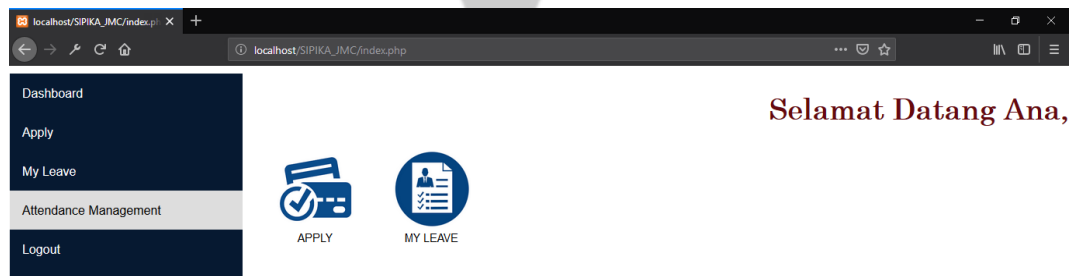 localhost/SIPIKA_JMC/index.ph
localhost/SIPIKA_JMC/index.php
Dashboard
Selamat Datang Ana,
Apply
My Leave
Attendance Management
APPLY
MY LEAVE
Logout